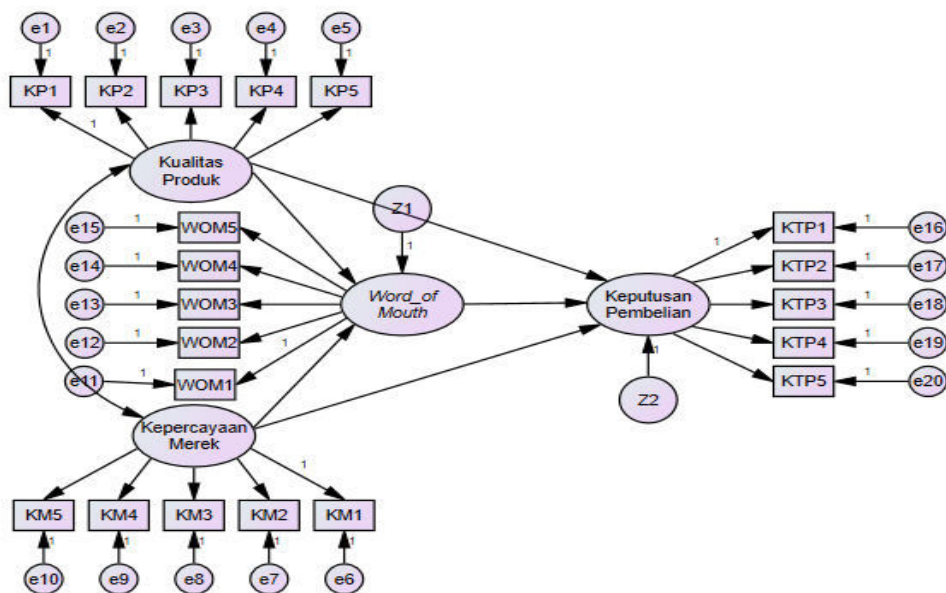 e1 e2 e3 e4 e5
1 1 1 1 1
KP1 KP2 KP3 KP4 KP5
1
Kualitas
Produk
Z1
1
e15 1 WOM5
e14 1 WOM4
e13 1 WOM3
e12 1 WOM2
e11 1 WOM1
1
Word_of
Mouth
Keputusan
Pembelian
1
Z2
1
KTP1 1 e16
KTP2 1 e17
KTP3 1 e18
KTP4 1 e19
KTP5 1 e20
Kepercayaan
Merek
1
KM5 KM4 KM3 KM2 KM1
1 1 1 1 1
e10 e9 e8 e7 e6